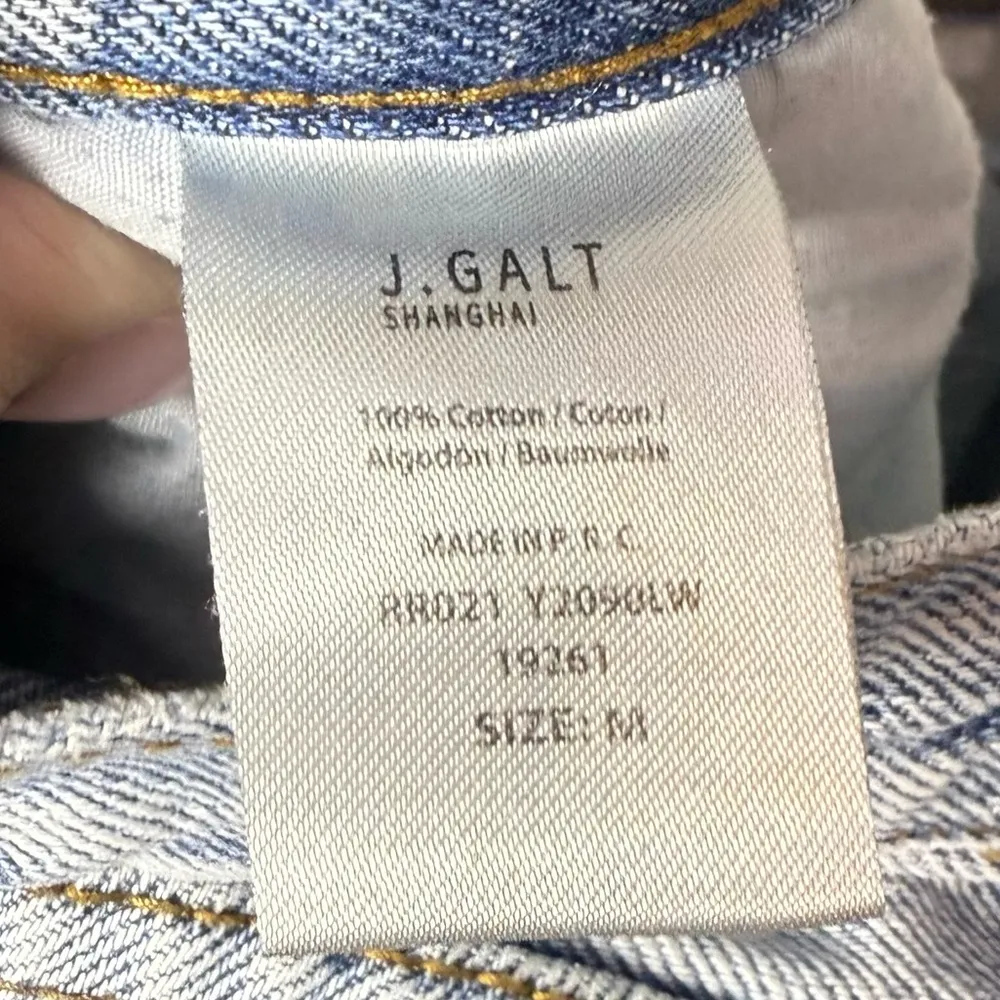 J.GALT
SHANGHAI
100% Cotton / Coton /
Algodón / Baumwolle
MADE IN P. R. C.
RR021 Y2090LW
19261
SIZE: M